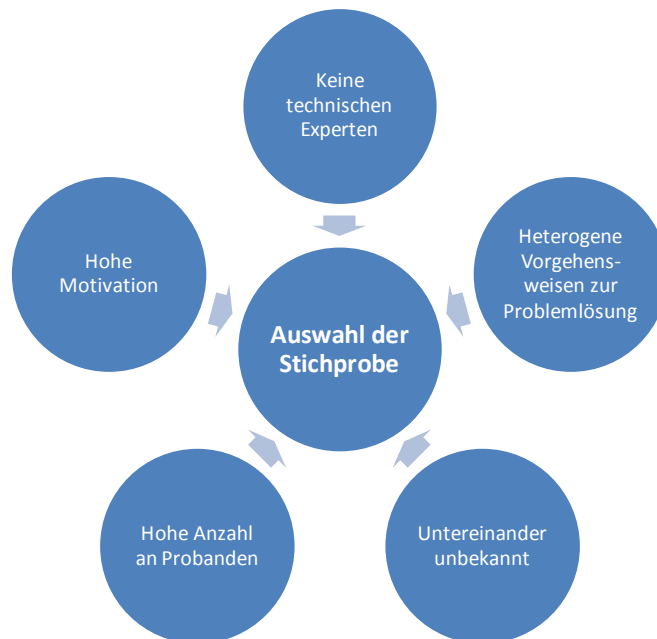 Keine
technischen
Experten
Heterogene
Vorgehens-
weisen zur
Problemlösung
Untereinander
unbekannt
Hohe Anzahl
an Probanden
Hohe
Motivation
Auswahl der
Stichprobe